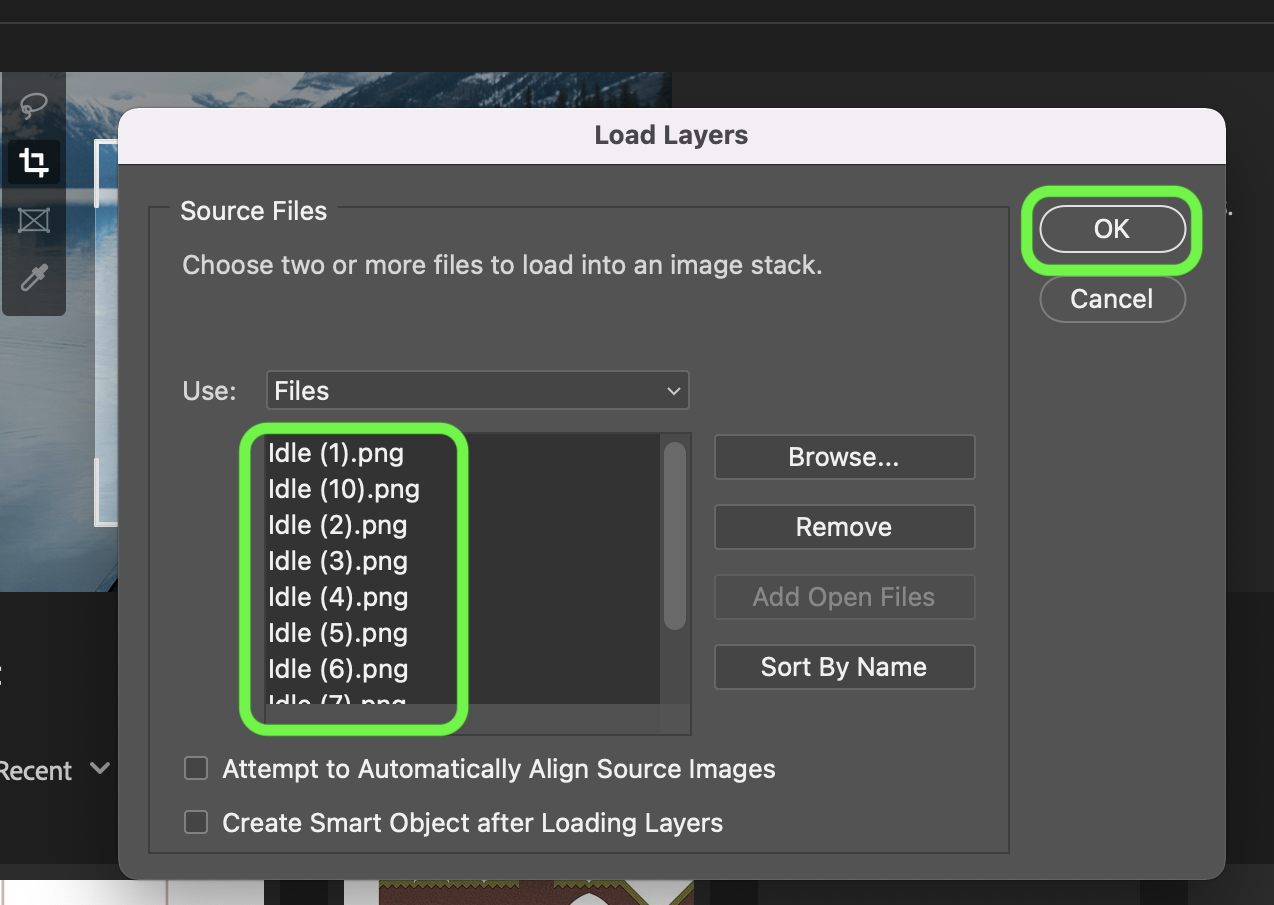 Load Layers
Source Files
Choose two or more files to load into an image stack.
OK
Cancel
Use:
Files
Idle (1).png
Idle (10).png
Idle (2).png
Idle (3).png
Idle (4).png
Idle (5).png
Idle (6).png
Idle (7).png
Browse...
Remove
Add Open Files
Sort By Name
Recent
Attempt to Automatically Align Source Images
Create Smart Object after Loading Layers